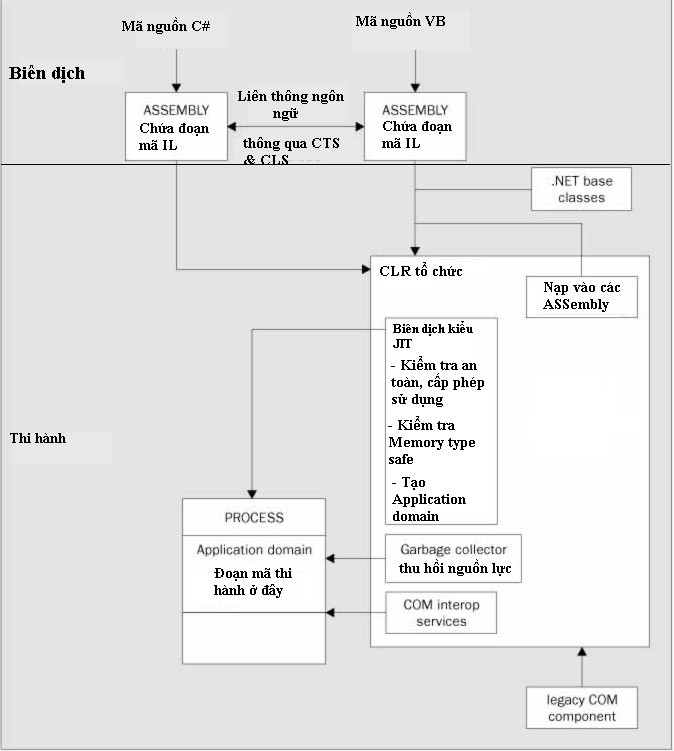 Mã nguồn C#
Mã nguồn VB
Biên dịch
ASSEMBLY
Chứa đoạn
mã IL
Liên thông ngôn
ngữ
thông qua CTS
& CLS
ASSEMBLY
Chứa đoạn
mã IL
.NET base
classes
CLR tổ chức
Nạp vào các
ASSembly
Biên dịch kiểu
JIT
- Kiểm tra an
toàn, cấp phép
sử dụng
- Kiểm tra
Memory type
safe
- Tạo
Application
domain
Thi hành
PROCESS
Application domain
Đoạn mã thi
hành ở đây
Garbage collector
thu hồi nguồn lực
COM interop
services
legacy COM
component